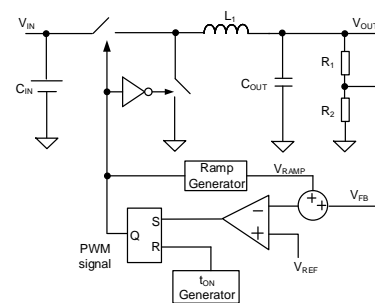 L1
VIN
VOUT
R1
CIN
COUT
R2
Ramp
Generator
VRAMP
VFB
PWM
signal
Q
S
R
−
+
+
+
VREF
tON
Generator